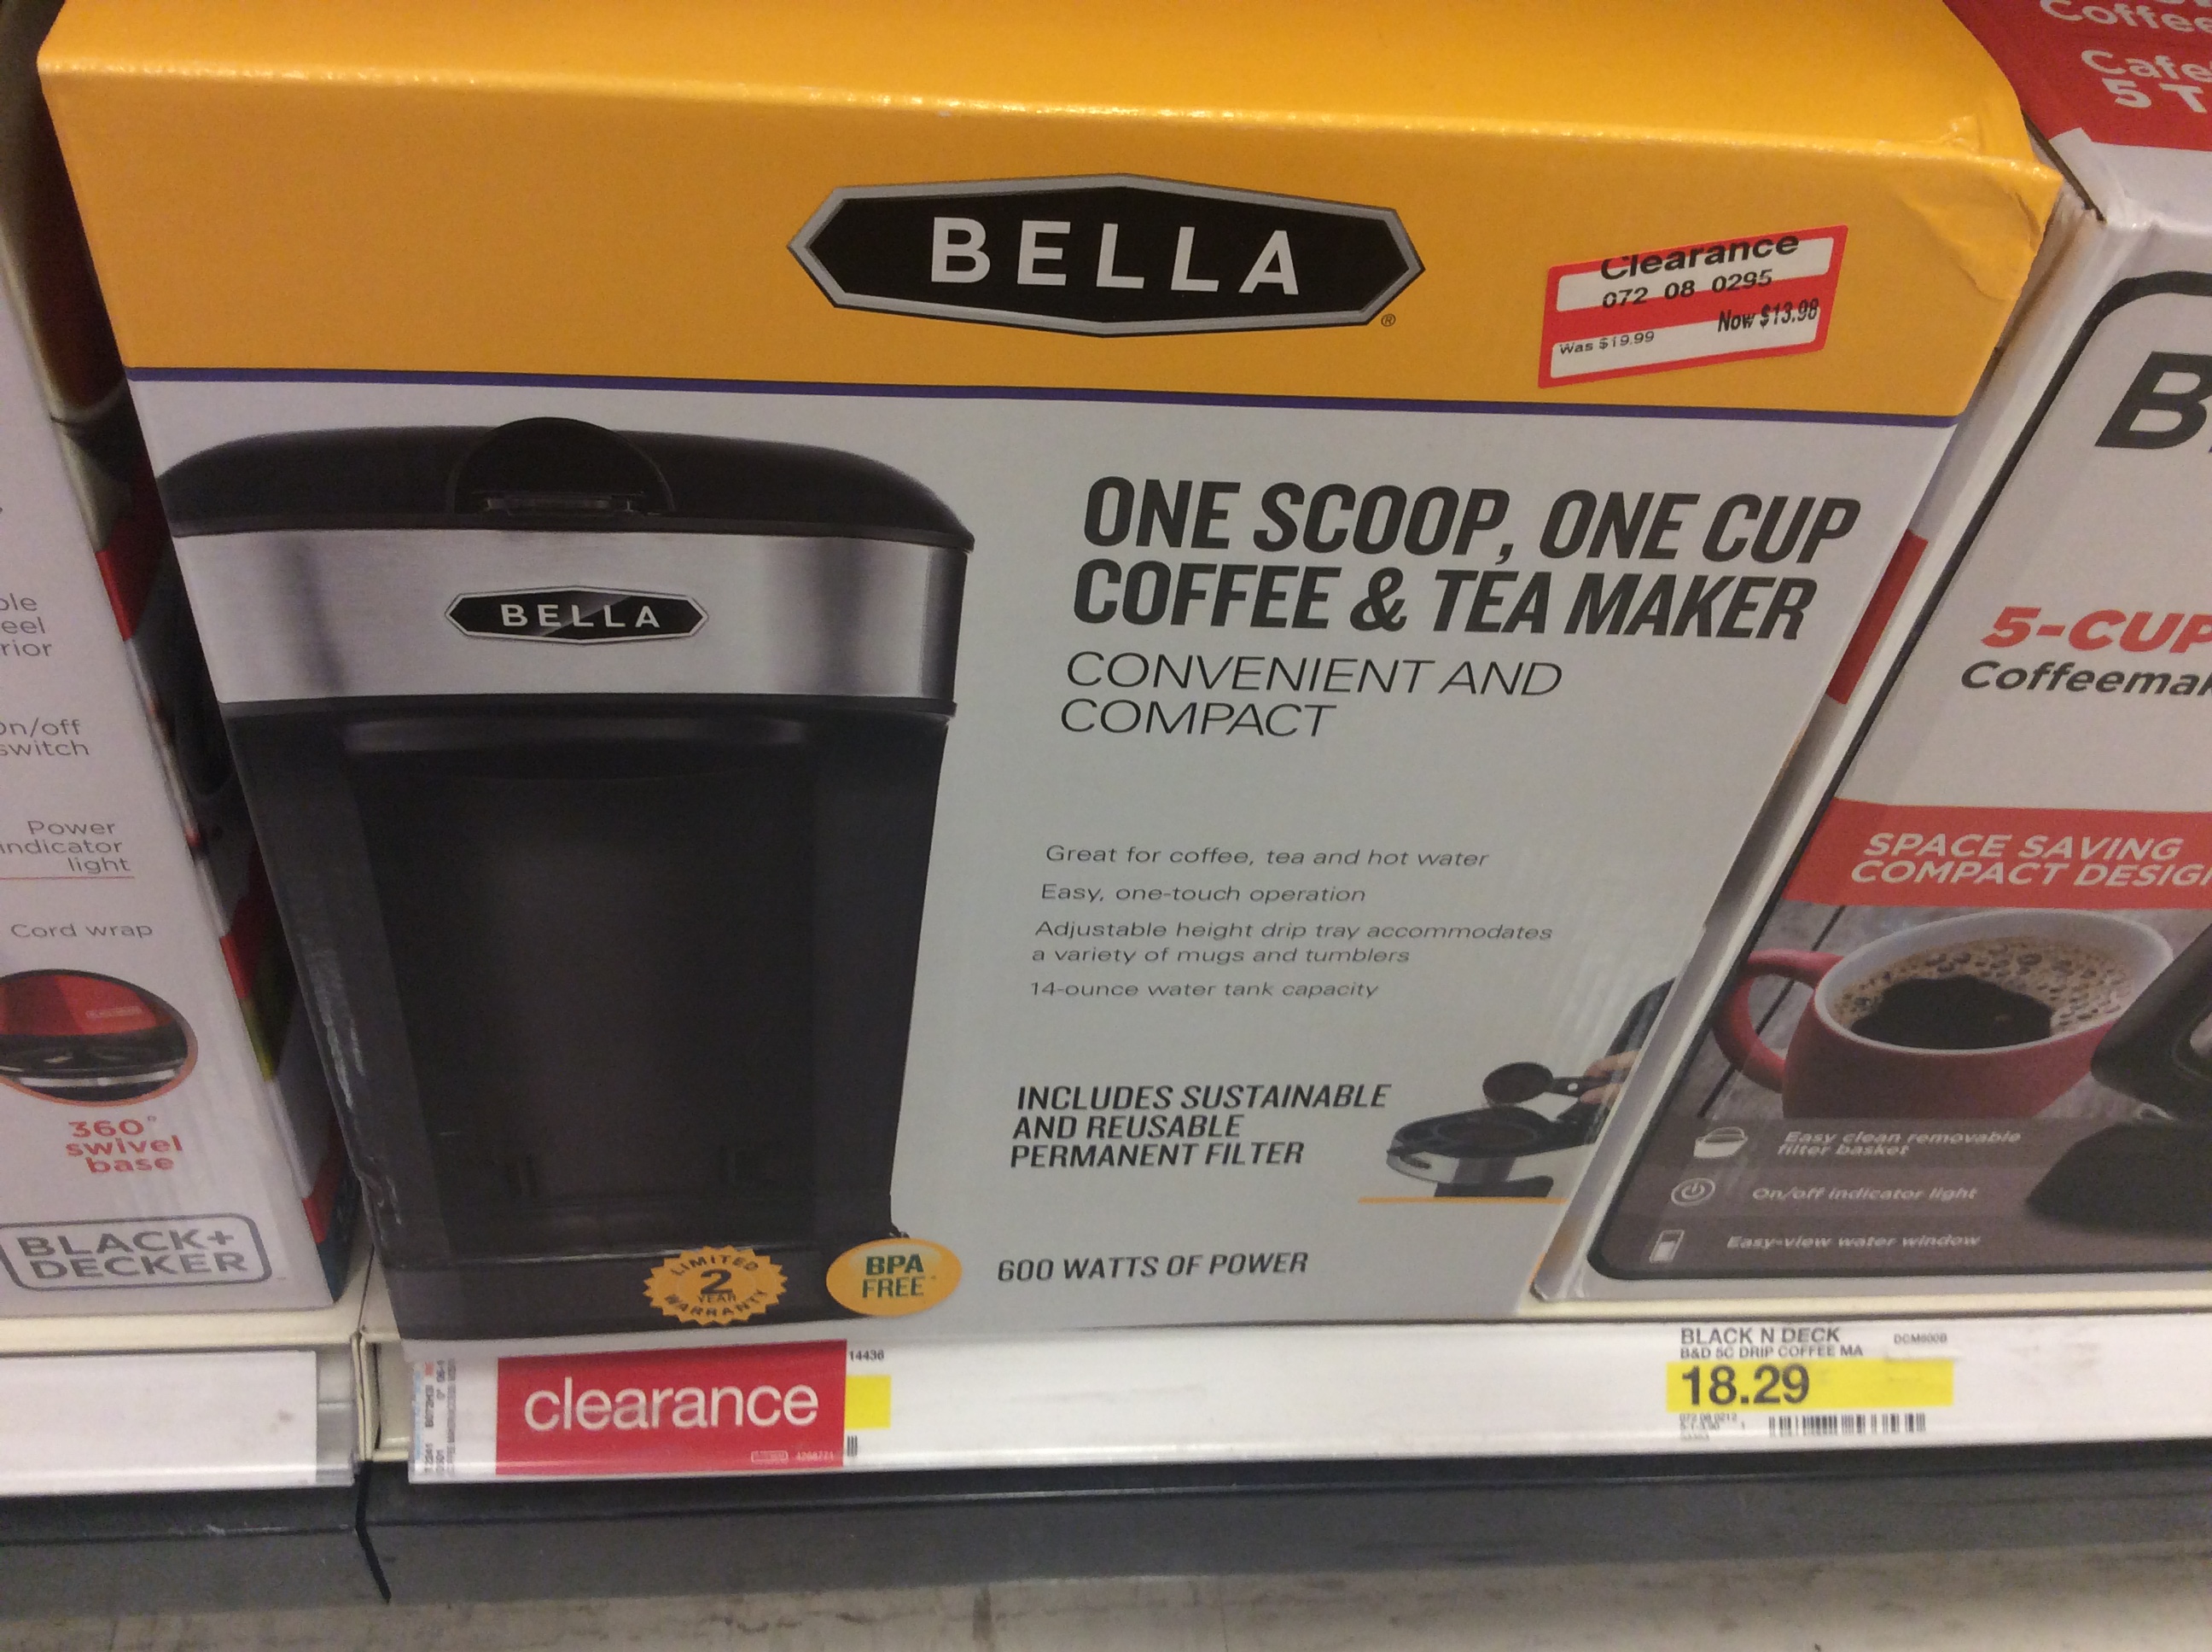 BELLA
®
Clearance
072 08 0295
Now $13.98
Was $19.99
BELLA
ONE SCOOP, ONE CUP
COFFEE & TEA MAKER
CONVENIENT AND
COMPACT
Great for coffee, tea and hot water
Easy, one-touch operation
Adjustable height drip tray accommodates
a variety of mugs and tumblers
14-ounce water tank capacity
INCLUDES SUSTAINABLE
AND REUSABLE
PERMANENT FILTER
600 WATTS OF POWER
LIMITED
2
YEAR
WARRANTY
BPA
FREE
on/off
switch
Power
indicator
light
Cord wrap
360°
swivel
base
BLACK+
DECKER
Coffee
5-CUP
SPACE SAVING
COMPACT DESIGN
Easy clean removable
filter basket
On/off indicator light
Easy-view water window
clearance
14436
BLACK N DECK
B&D 5C DRIP COFFEE MA
18.29